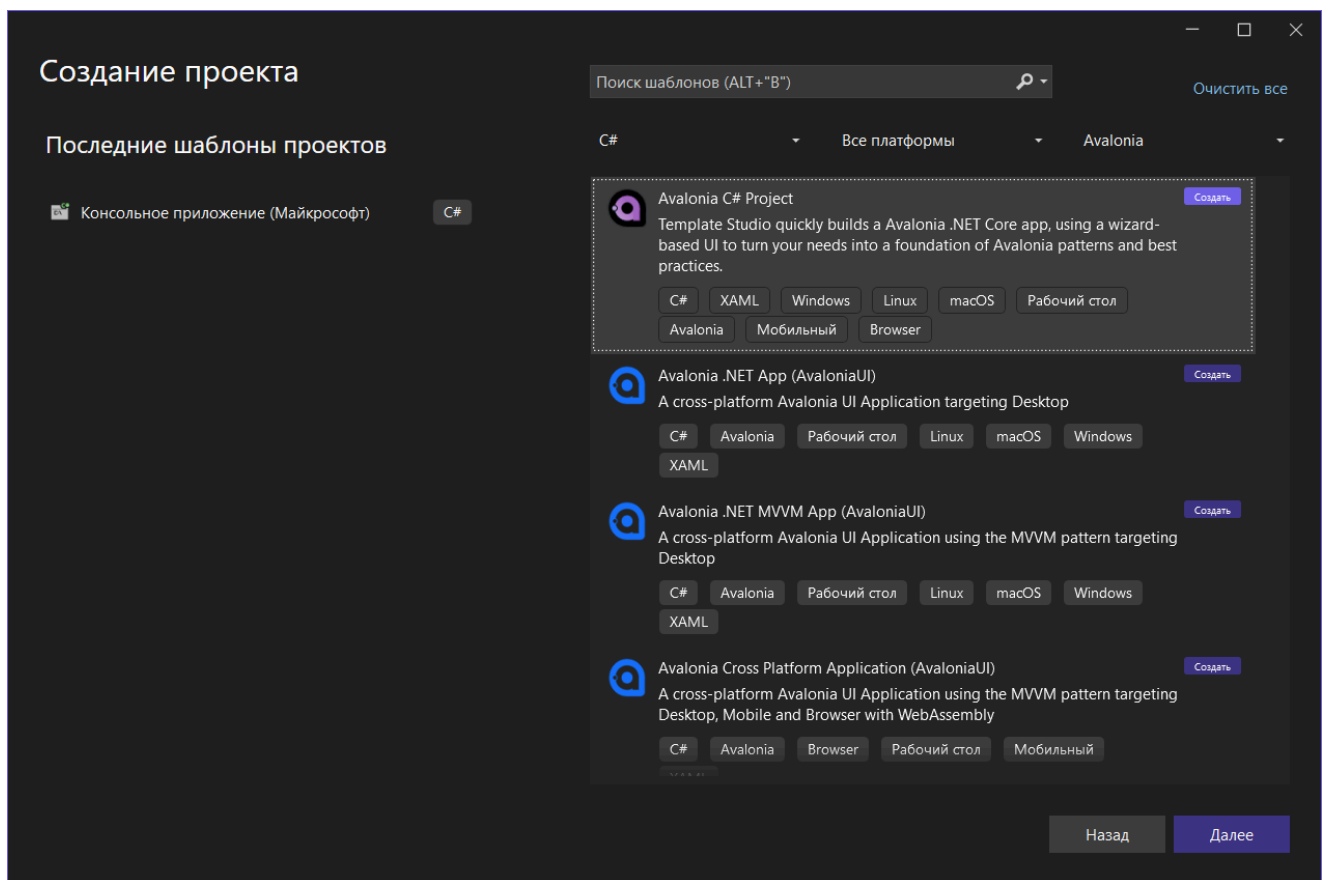 Создание проекта
Поиск шаблонов (ALT+"B")
Очистить все
Последние шаблоны проектов
C#
Все платформы
Avalonia
Консольное приложение (Майкрософт)
C#
Avalonia C# Project
Создать
Template Studio quickly builds a Avalonia .NET Core app, using a wizard-
based UI to turn your needs into a foundation of Avalonia patterns and best
practices.
C# XAML Windows Linux macOS Рабочий стол
Avalonia Мобильный Browser
Avalonia .NET App (AvaloniaUI)
Создать
A cross-platform Avalonia UI Application targeting Desktop
C# Avalonia Рабочий стол Linux macOS Windows
XAML
Avalonia .NET MVVM App (AvaloniaUI)
Создать
A cross-platform Avalonia UI Application using the MVVM pattern targeting
Desktop
C# Avalonia Рабочий стол Linux macOS Windows
XAML
Avalonia Cross Platform Application (AvaloniaUI)
Создать
A cross-platform Avalonia UI Application using the MVVM pattern targeting
Desktop, Mobile and Browser with WebAssembly
C# Avalonia Browser Рабочий стол Мобильный
Назад
Далее